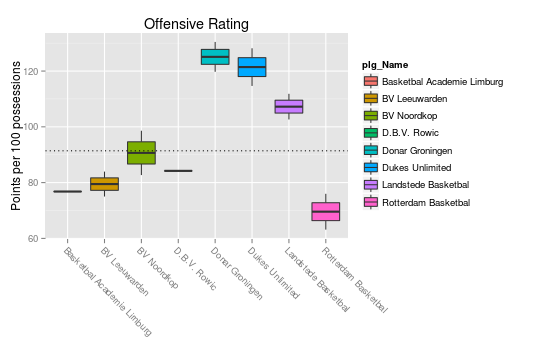 Offensive Rating
Points per 100 possessions
120
100
80
60
Basketbal Academie Limburg
BV Leeuwarden
BV Noordkop
D.B.V. Rowic
Donar Groningen
Dukes Unlimited
Landstede Basketbal
Rotterdam Basketbal
plg_Name
Basketbal Academie Limburg
BV Leeuwarden
BV Noordkop
D.B.V. Rowic
Donar Groningen
Dukes Unlimited
Landstede Basketbal
Rotterdam Basketbal